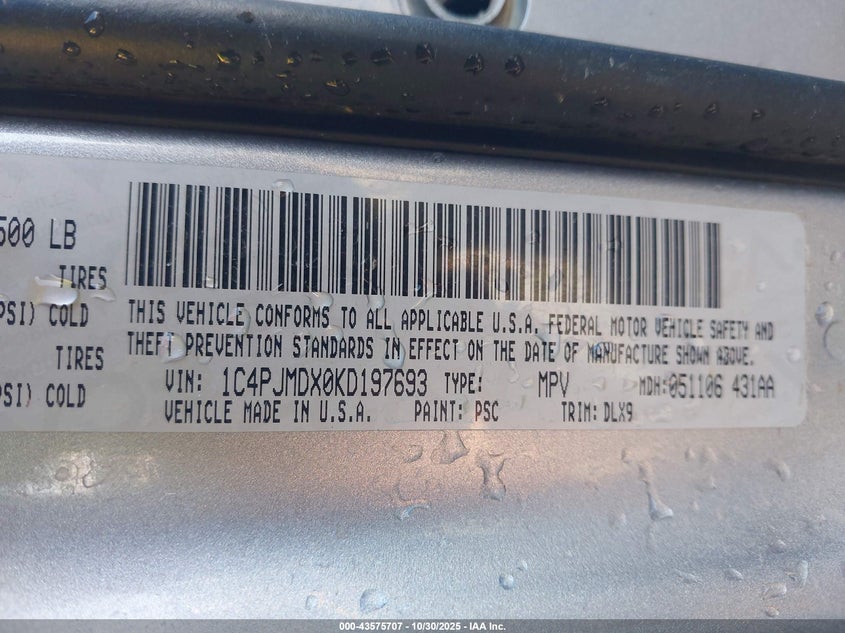 500 LB
TIRES
PSI) COLD
TIRES
PSI) COLD
THIS VEHICLE CONFORMS TO ALL APPLICABLE U.S.A. FEDERAL MOTOR VEHICLE SAFETY AND
THEFT PREVENTION STANDARDS IN EFFECT ON THE DATE OF MANUFACTURE SHOWN ABOVE.
VIN: 1C4PJMDX0KD197693 TYPE: MPV MDH:051106 431AA
VEHICLE MADE IN U.S.A. PAINT: PSC TRIM: DLX9
000-43575707 - 10/30/2025 - IAA Inc.